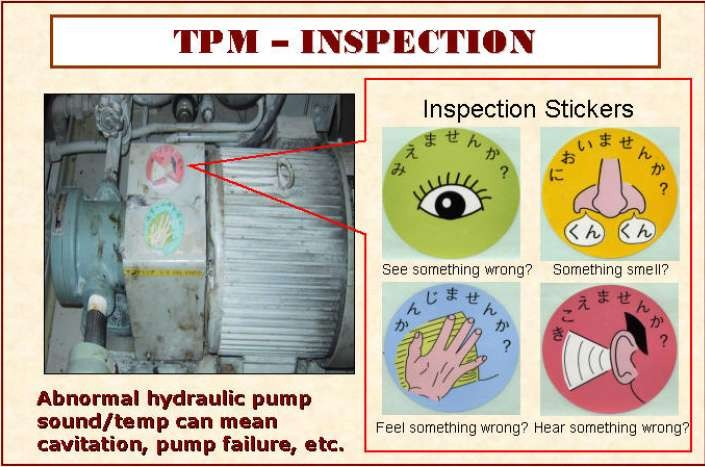 TPM – INSPECTION
Inspection Stickers
みえませんか?
においませんか?
くん くん
See something wrong?
Something smell?
かんじませんか?
きこえませんか?
Feel something wrong?
Hear something wrong?
Abnormal hydraulic pump
sound/temp can mean
cavitation, pump failure, etc.